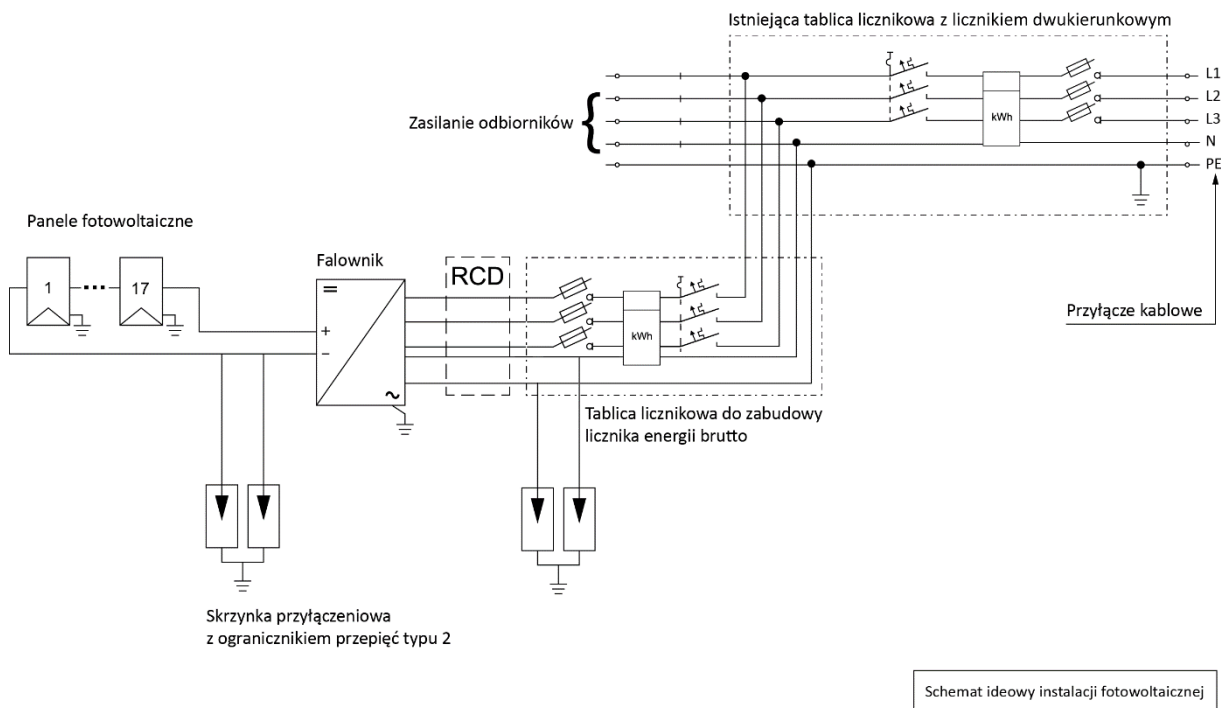 Istniejąca tablica licznikowa z licznikiem dwukierunkowym
L1
L2
L3
N
PE
kWh
Zasilanie odbiorników
Przyłącze kablowe
Panele fotowoltaiczne
1
17
Falownik
=
+
−
~
RCD
kWh
Tablica licznikowa do zabudowy
licznika energii brutto
Skrzynka przyłączeniowa
z ogranicznikiem przepięć typu 2
Schemat ideowy instalacji fotowoltaicznej